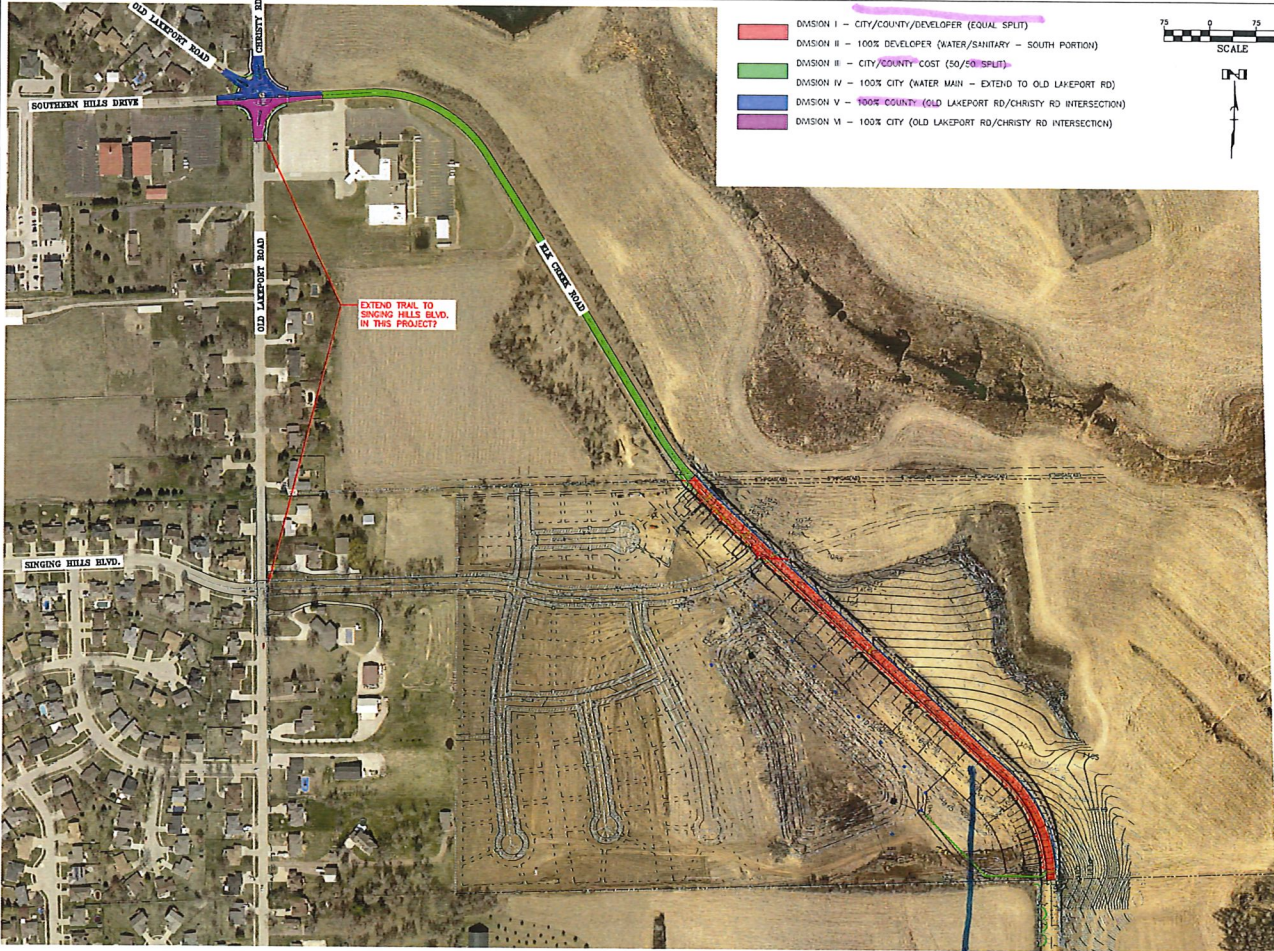 DIVISION I – CITY/COUNTY/DEVELOPER (EQUAL SPLIT)
DIVISION II – 100% DEVELOPER (WATER/SANITARY – SOUTH PORTION)
DIVISION III – CITY/COUNTY COST (50/50 SPLIT)
DIVISION IV – 100% CITY (WATER MAIN – EXTEND TO OLD LAKEPORT RD)
DIVISION V – 100% COUNTY (OLD LAKEPORT RD/CHRISTY RD INTERSECTION)
DIVISION VI – 100% CITY (OLD LAKEPORT RD/CHRISTY RD INTERSECTION)
75 0 75
SCALE
N
OLD LAKEPORT ROAD
CHRISTY RD
SOUTHERN HILLS DRIVE
OLD LAKEPORT ROAD
ELK CREEK ROAD
EXTEND TRAIL TO
SINGING HILLS BLVD.
IN THIS PROJECT?
SINGING HILLS BLVD.